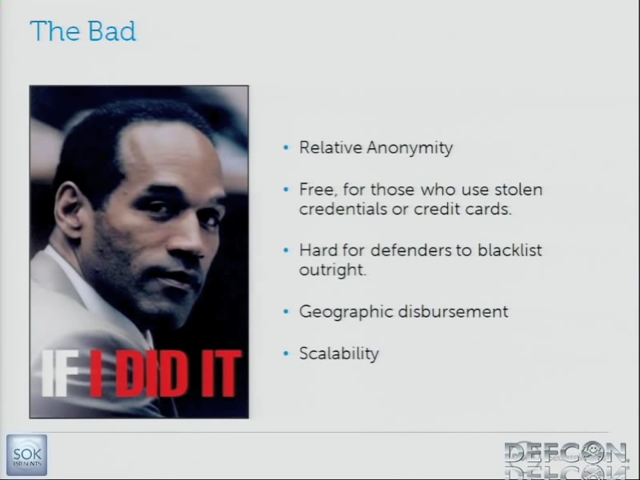 The Bad
IF I DID IT
• Relative Anonymity
• Free, for those who use stolen
credentials or credit cards.
• Hard for defenders to blacklist
outright.
• Geographic disbursement
• Scalability
SOK
PRESENTS
DEFCON.